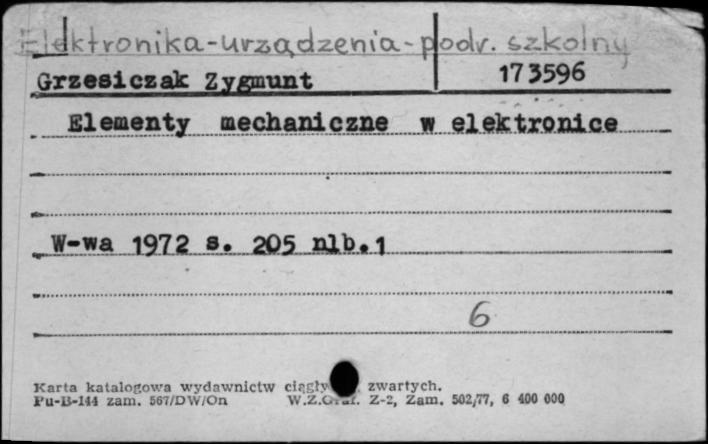 Elektronika-urządzenia-podr. szkolny
Grzesiczak Zygmunt 173596
Elementy mechaniczne w elektronice
W-wa 1972 s. 205 nlb.1
6
Karta katalogowa wydawnictw zwartych.
Pu-B-144 zam. 567/DW/On W.Z.Graf. Z-2, Zam. 502/77, 6 400 000